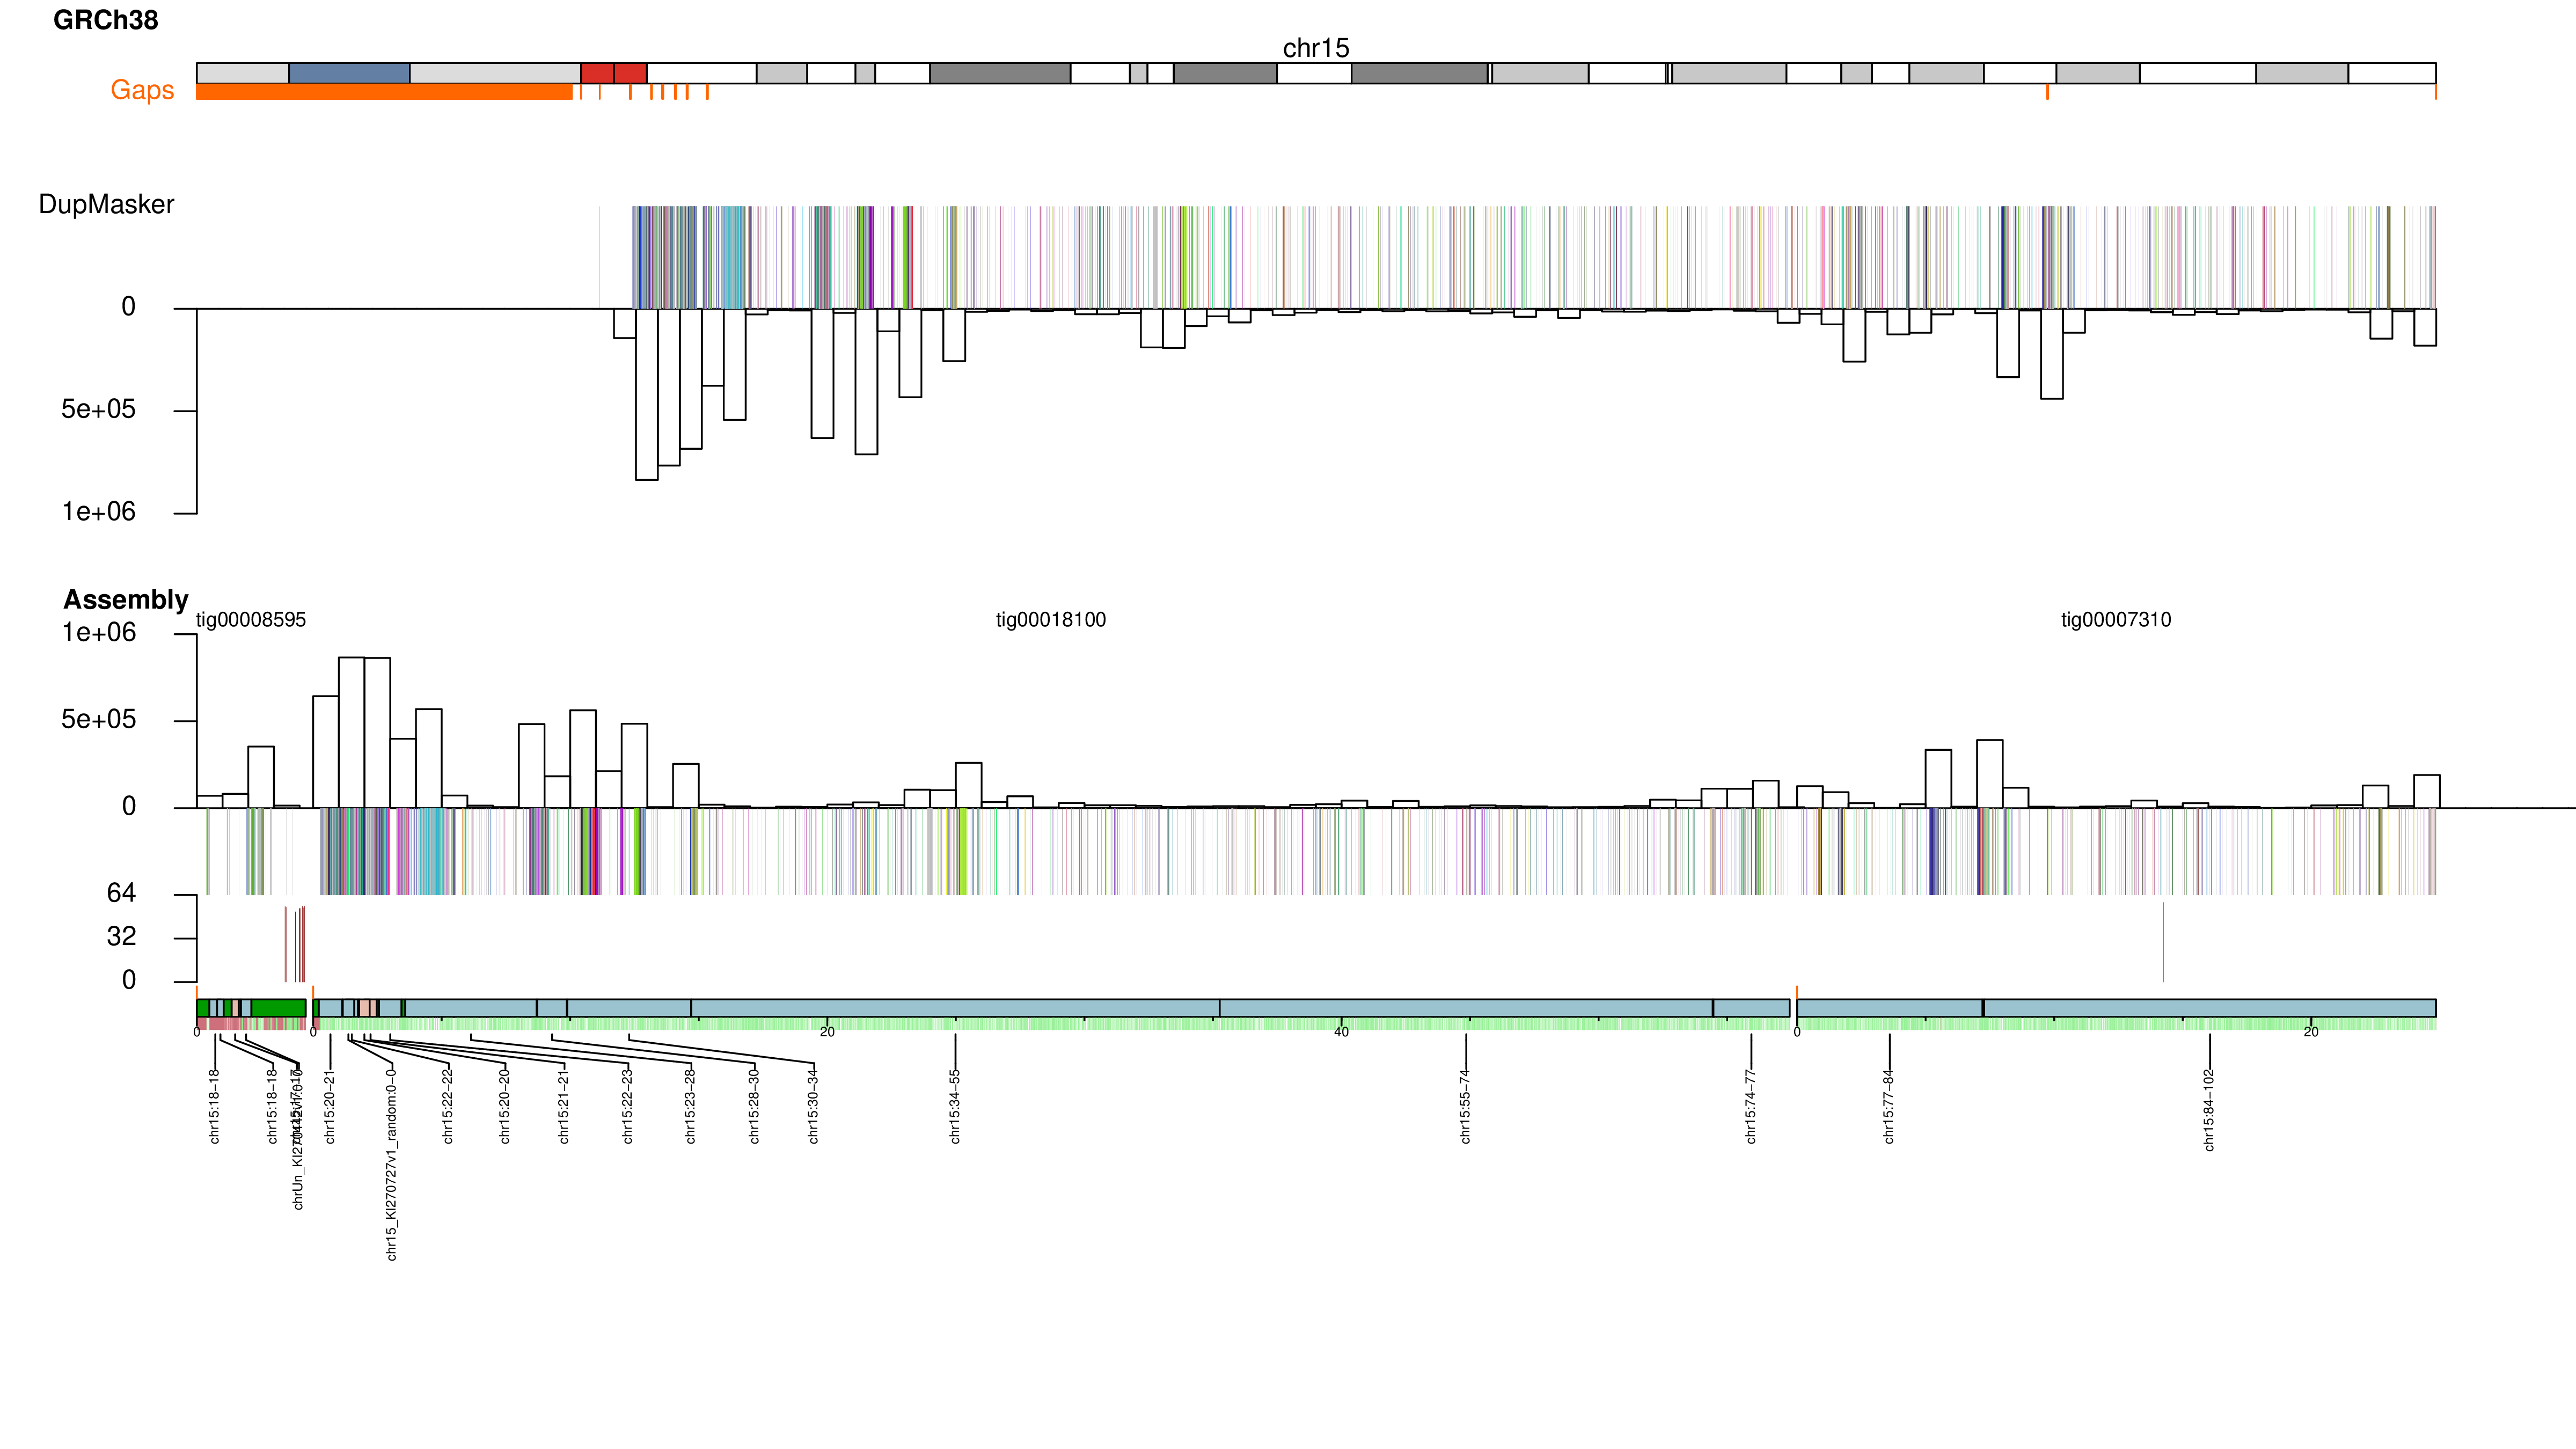 GRCh38
chr15
Gaps
DupMasker
0
5e+05
1e+06
Assembly
tig00008595
tig00018100
tig00007310
1e+06
5e+05
0
64
32
0
0
0
20
40
0
20
chr15:18−18
chr15:18−18
chr15:20−21
chr15_KI270727v1_random:0−0
chr15:22−22
chr15:20−20
chr15:21−21
chr15:22−23
chr15:23−28
chr15:28−30
chr15:30−34
chr15:34−55
chr15:55−74
chr15:74−77
chr15:77−84
chr15:84−102